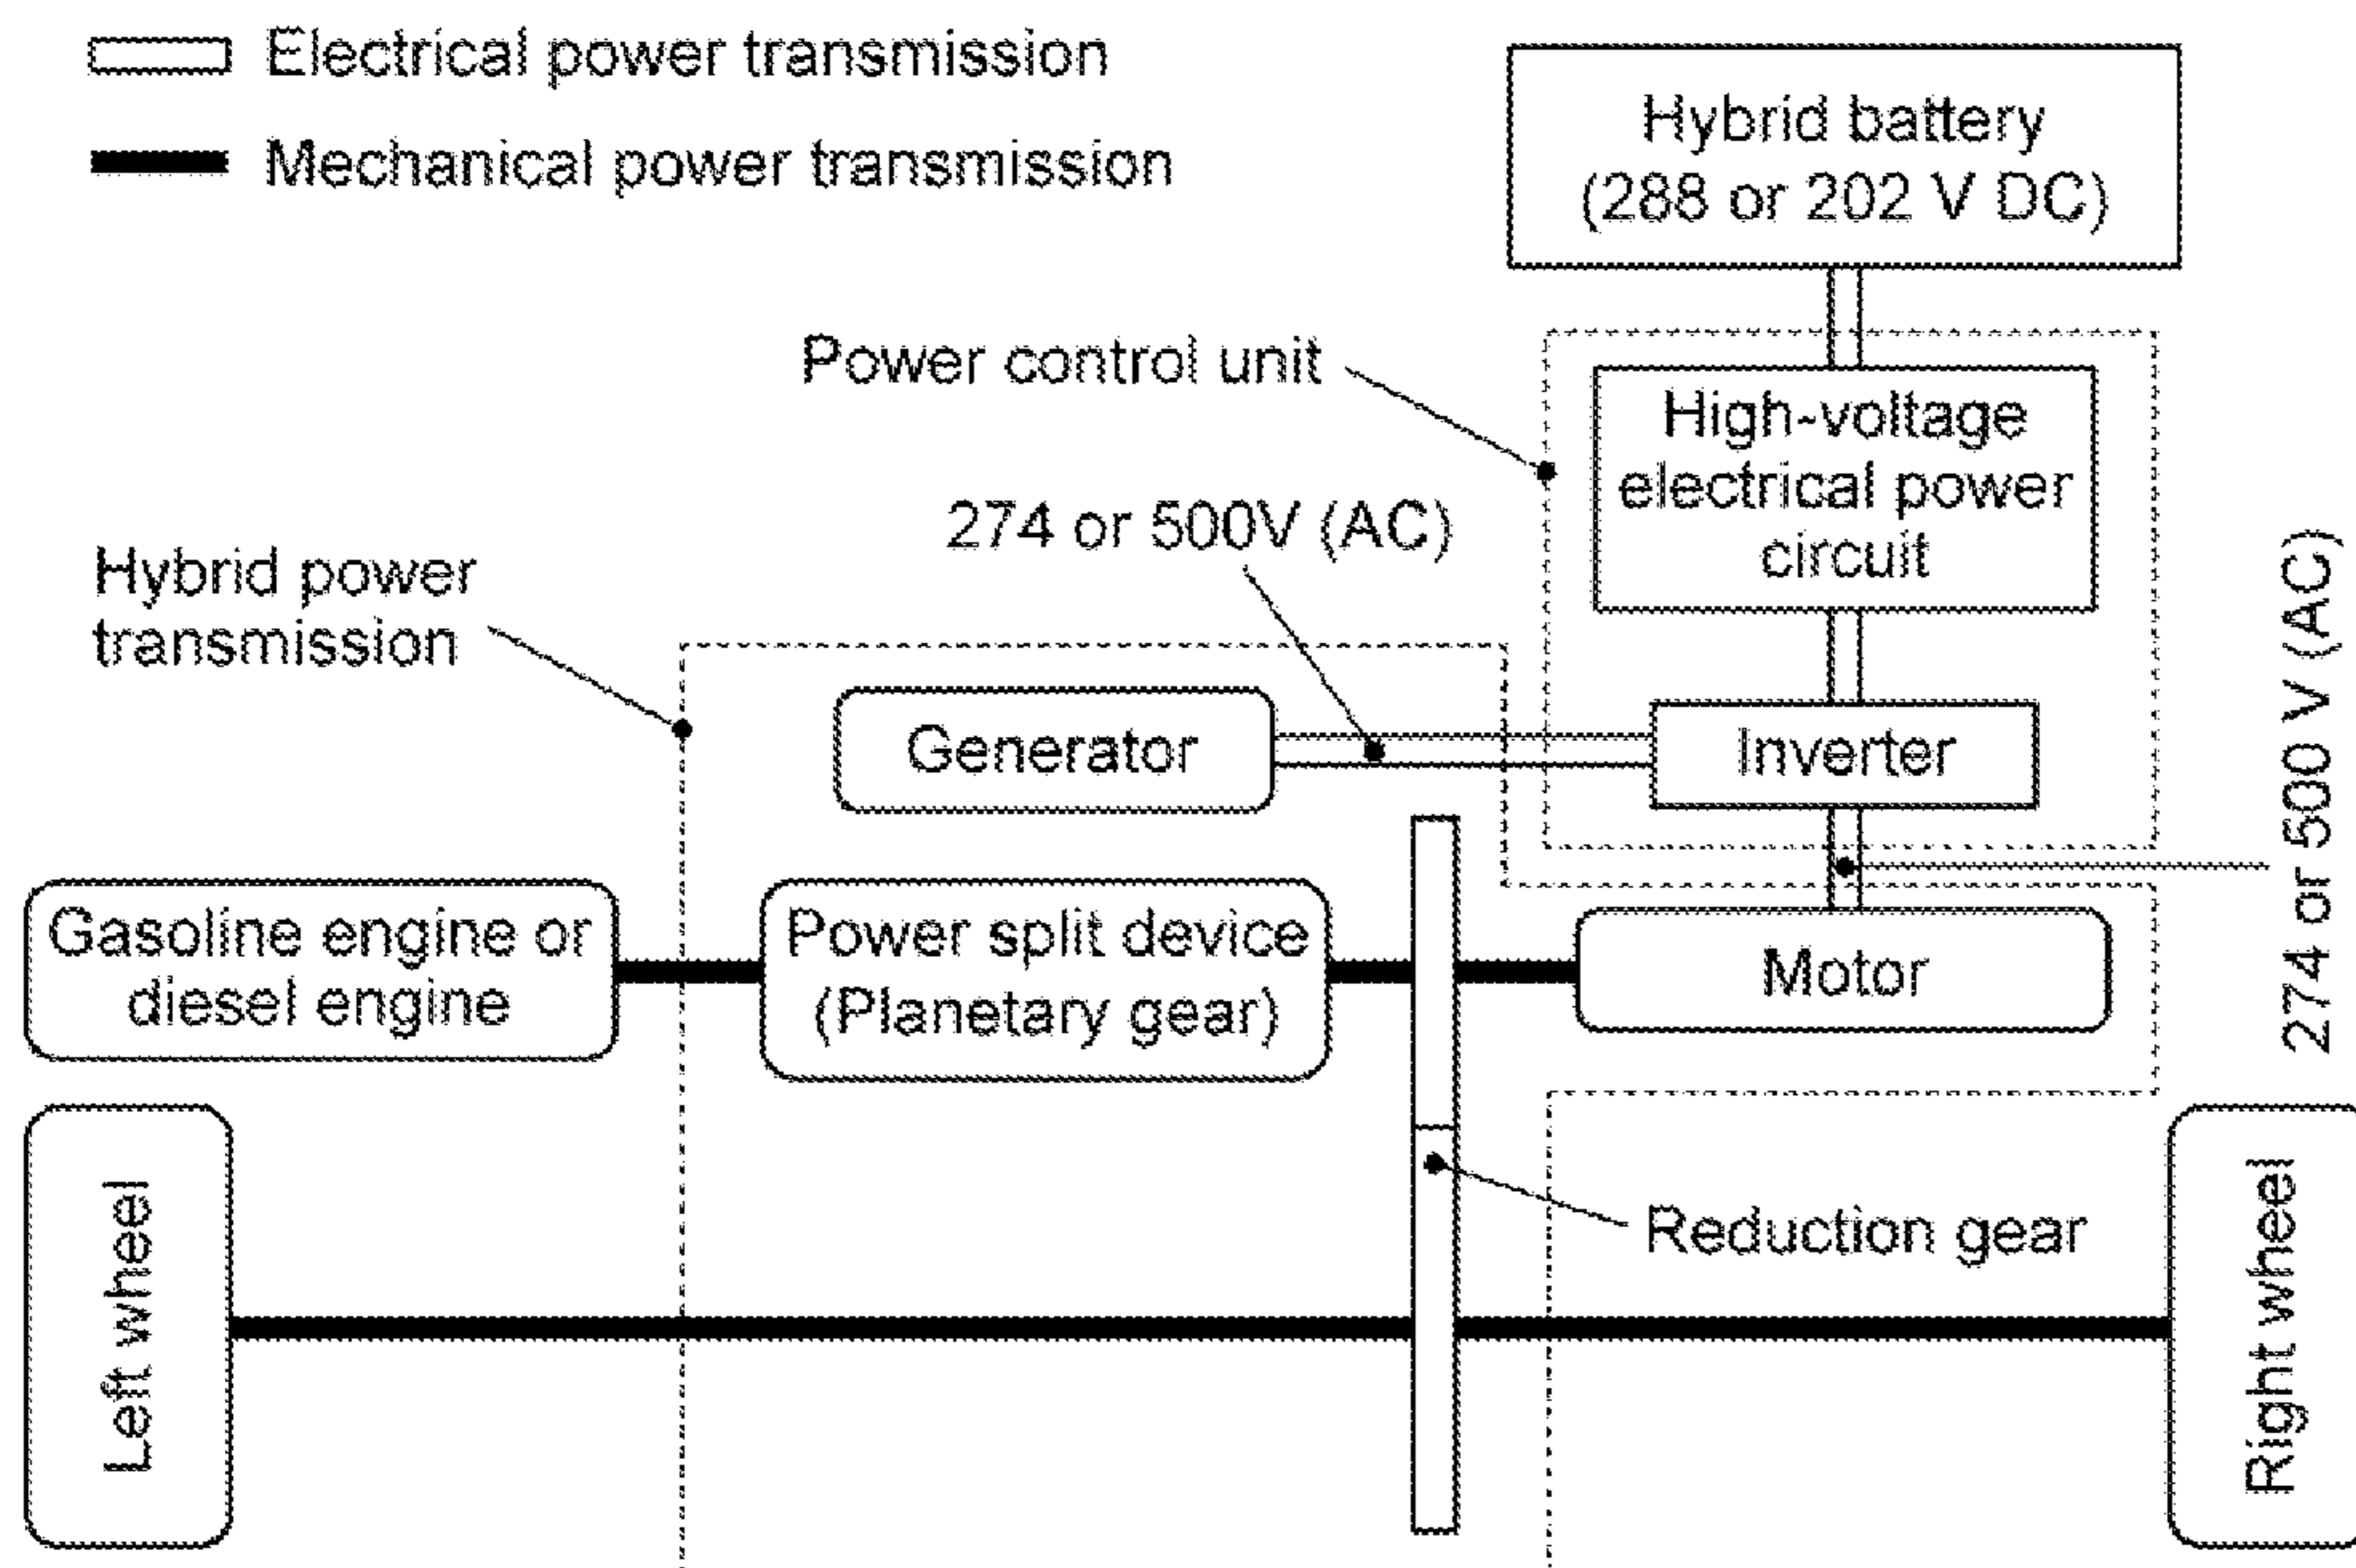 Electrical power transmission
Mechanical power transmission
Hybrid battery
(288 or 202 V DC)
Power control unit
High-voltage
electrical power
circuit
274 or 500V (AC)
Hybrid power
transmission
274 or 500 V (AC)
Generator
Inverter
Gasoline engine or
diesel engine
Power split device
(Planetary gear)
Motor
Left wheel
Reduction gear
Right wheel